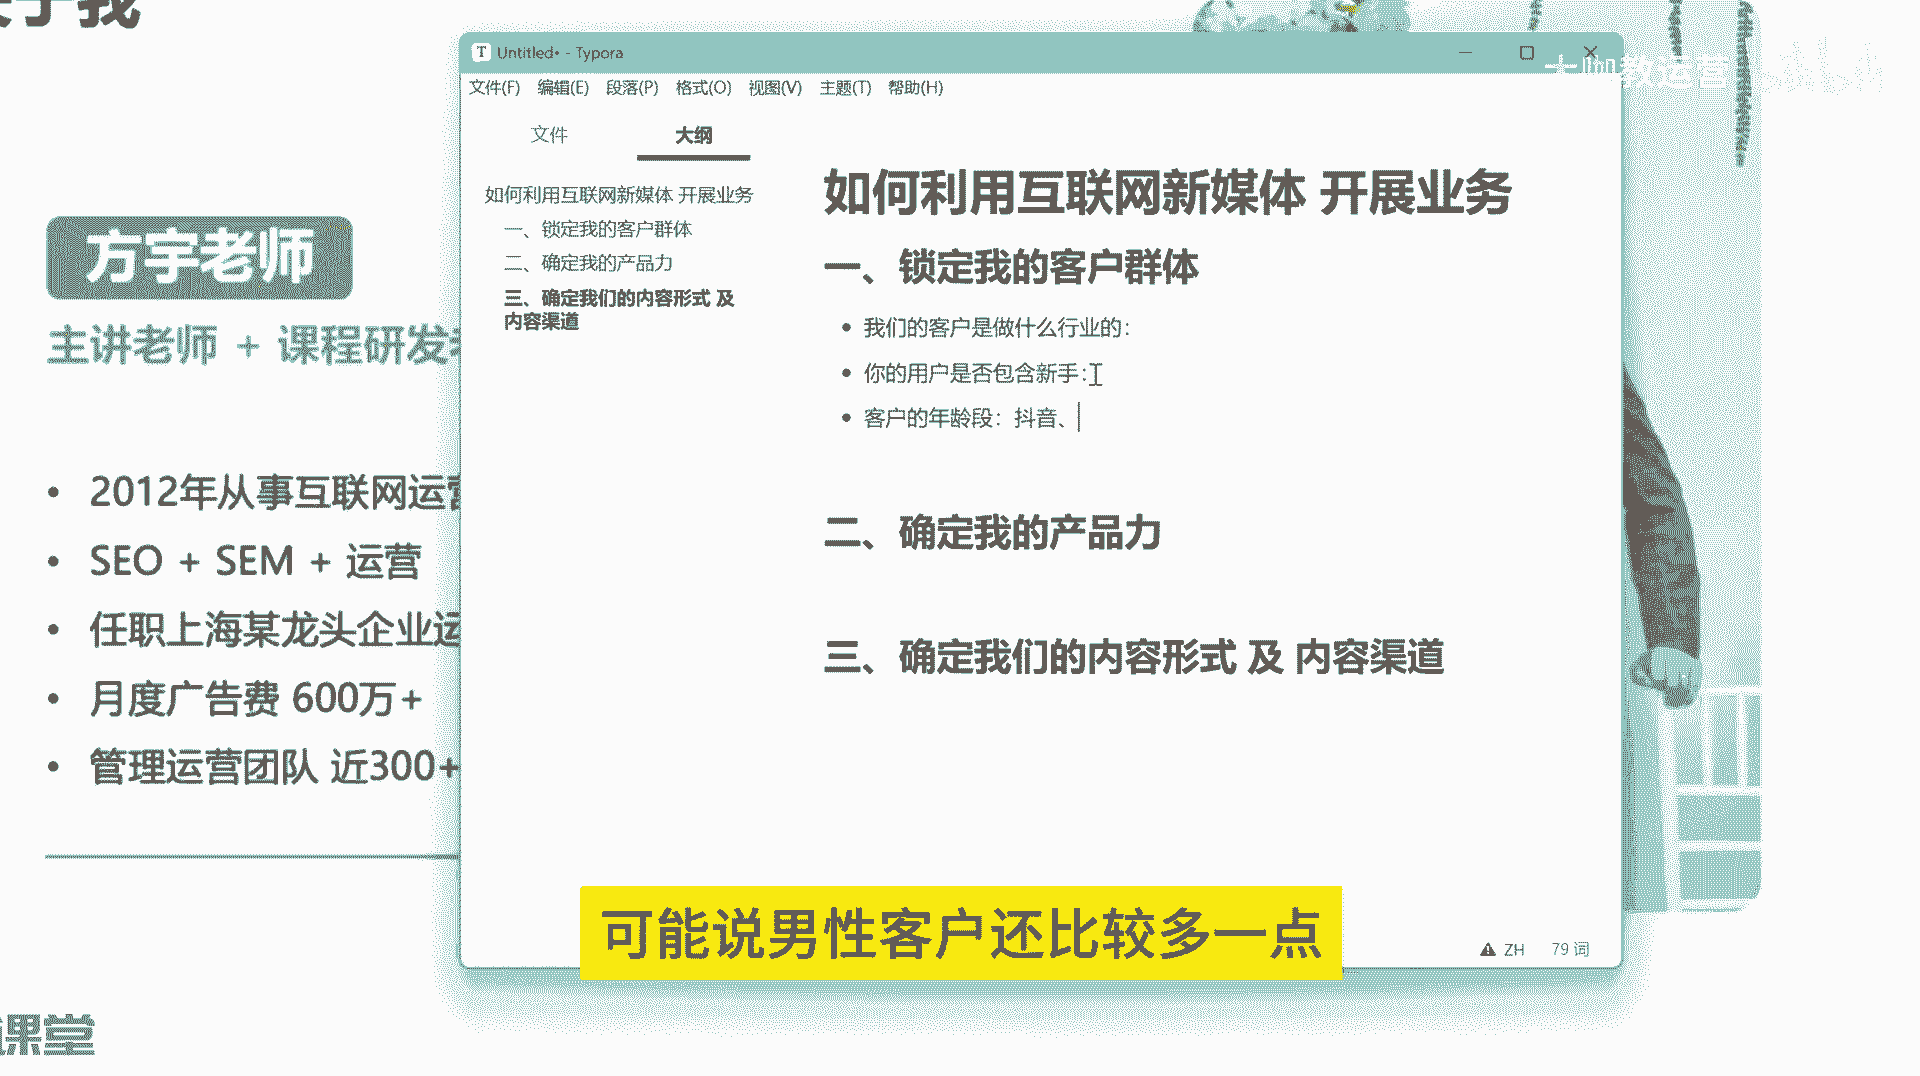 Untitled• - Typora
教运营
文件(F) 编辑(E) 段落(P) 格式(O) 视图(V) 主题(T) 帮助(H)
文件 大纲
如何利用互联网新媒体 开展业务
一、锁定我的客户群体
二、确定我的产品力
三、确定我们的内容形式 及
内容渠道
如何利用互联网新媒体 开展业务
一、锁定我的客户群体
• 我们的客户是做什么行业的：
• 你的用户是否包含新手：
• 客户的年龄段：抖音、
二、确定我的产品力
三、确定我们的内容形式 及 内容渠道
ZH 79 词
方宇老师
主讲老师 + 课程研发
• 2012年从事互联网运营
• SEO + SEM + 运营
• 任职上海某龙头企业运
• 月度广告费 600万+
• 管理运营团队 近300+
可能说男性客户还比较多一点
课堂